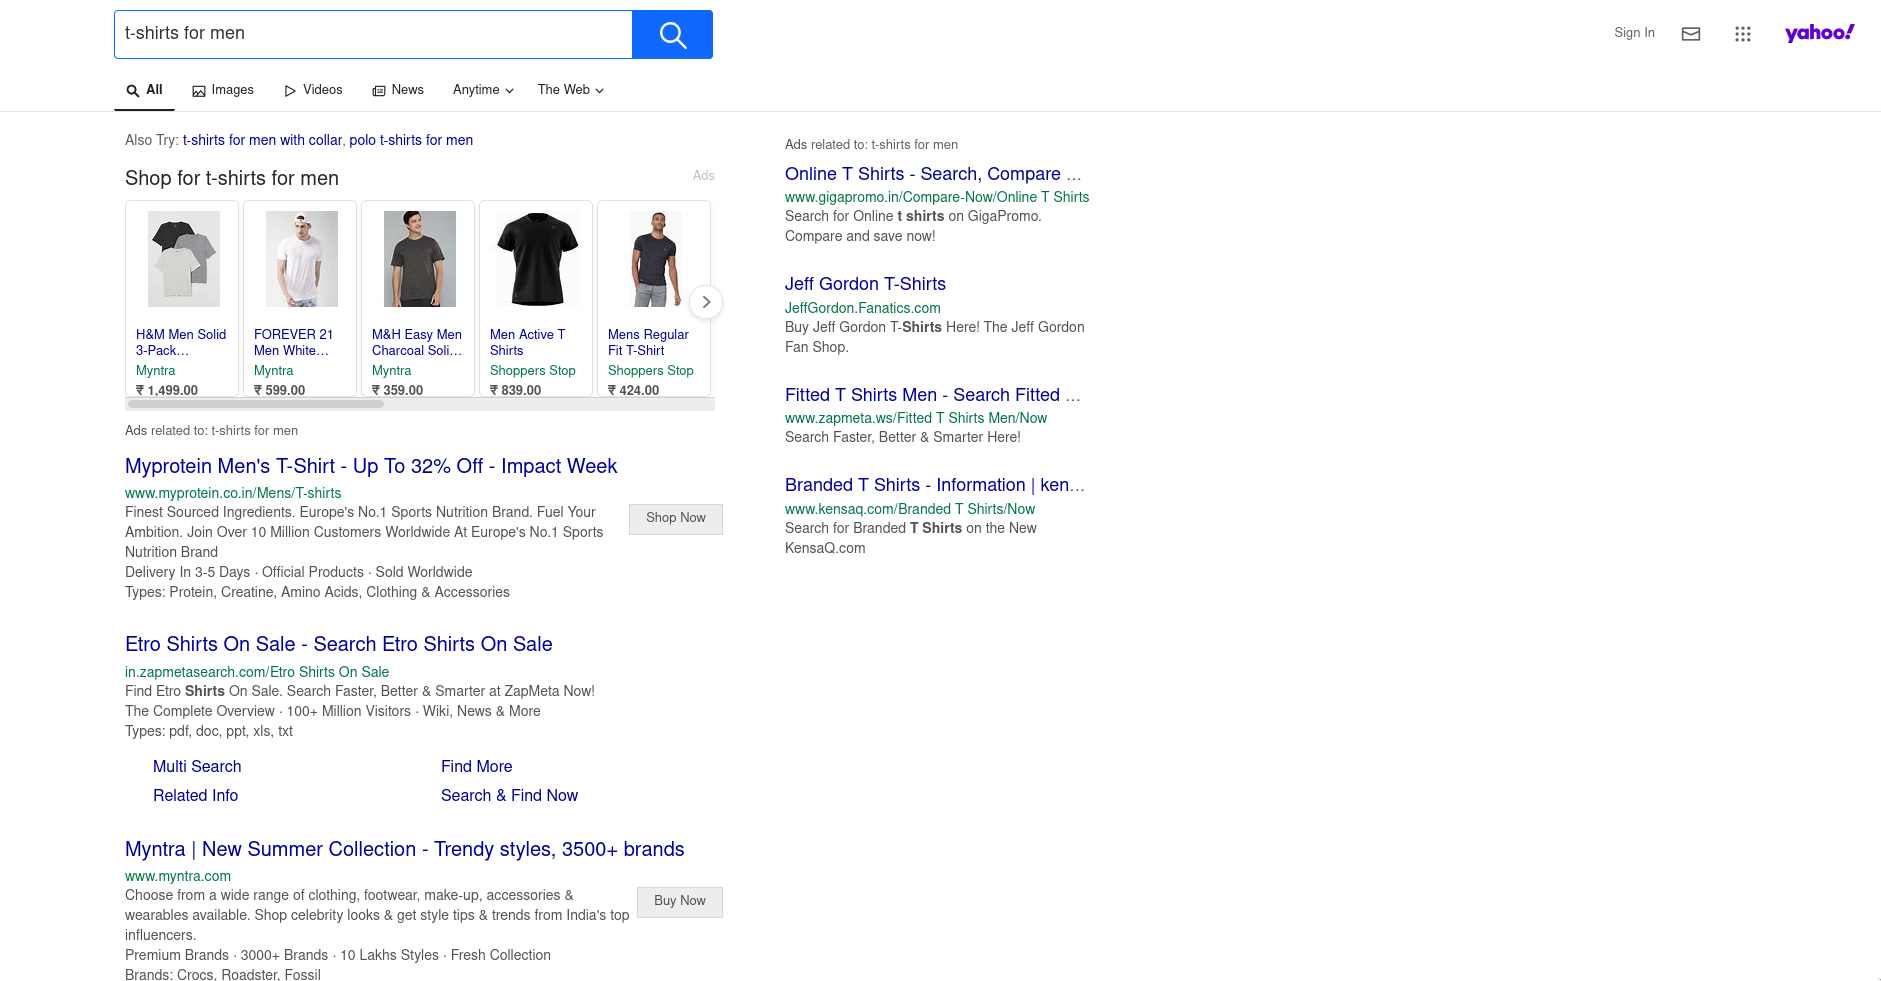 t-shirts for men
Sign In
yahoo!
All
Images
Videos
News
Anytime
The Web
Also Try: t-shirts for men with collar, polo t-shirts for men
Shop for t-shirts for men
Ads
H&M Men Solid
3-Pack...
Myntra
₹ 1,499.00
FOREVER 21
Men White...
Myntra
₹ 599.00
M&H Easy Men
Charcoal Soli...
Myntra
₹ 359.00
Men Active T
Shirts
Shoppers Stop
₹ 839.00
Mens Regular
Fit T-Shirt
Shoppers Stop
₹ 424.00
Ads related to: t-shirts for men
Myprotein Men's T-Shirt - Up To 32% Off - Impact Week
www.myprotein.co.in/Mens/T-shirts
Finest Sourced Ingredients. Europe's No.1 Sports Nutrition Brand. Fuel Your
Ambition. Join Over 10 Million Customers Worldwide At Europe's No.1 Sports
Nutrition Brand
Delivery In 3-5 Days · Official Products · Sold Worldwide
Types: Protein, Creatine, Amino Acids, Clothing & Accessories
Shop Now
Etro Shirts On Sale - Search Etro Shirts On Sale
in.zapmetasearch.com/Etro Shirts On Sale
Find Etro Shirts On Sale. Search Faster, Better & Smarter at ZapMeta Now!
The Complete Overview · 100+ Million Visitors · Wiki, News & More
Types: pdf, doc, ppt, xls, txt
Multi Search
Find More
Related Info
Search & Find Now
Myntra | New Summer Collection - Trendy styles, 3500+ brands
www.myntra.com
Choose from a wide range of clothing, footwear, make-up, accessories &
wearables available. Shop celebrity looks & get style tips & trends from India's top
influencers.
Premium Brands · 3000+ Brands · 10 Lakhs Styles · Fresh Collection
Brands: Crocs, Roadster, Fossil
Buy Now
Ads related to: t-shirts for men
Online T Shirts - Search, Compare ...
www.gigapromo.in/Compare-Now/Online T Shirts
Search for Online t shirts on GigaPromo.
Compare and save now!
Jeff Gordon T-Shirts
JeffGordon.Fanatics.com
Buy Jeff Gordon T-Shirts Here! The Jeff Gordon
Fan Shop.
Fitted T Shirts Men - Search Fitted ...
www.zapmeta.ws/Fitted T Shirts Men/Now
Search Faster, Better & Smarter Here!
Branded T Shirts - Information | ken...
www.kensaq.com/Branded T Shirts/Now
Search for Branded T Shirts on the New
KensaQ.com